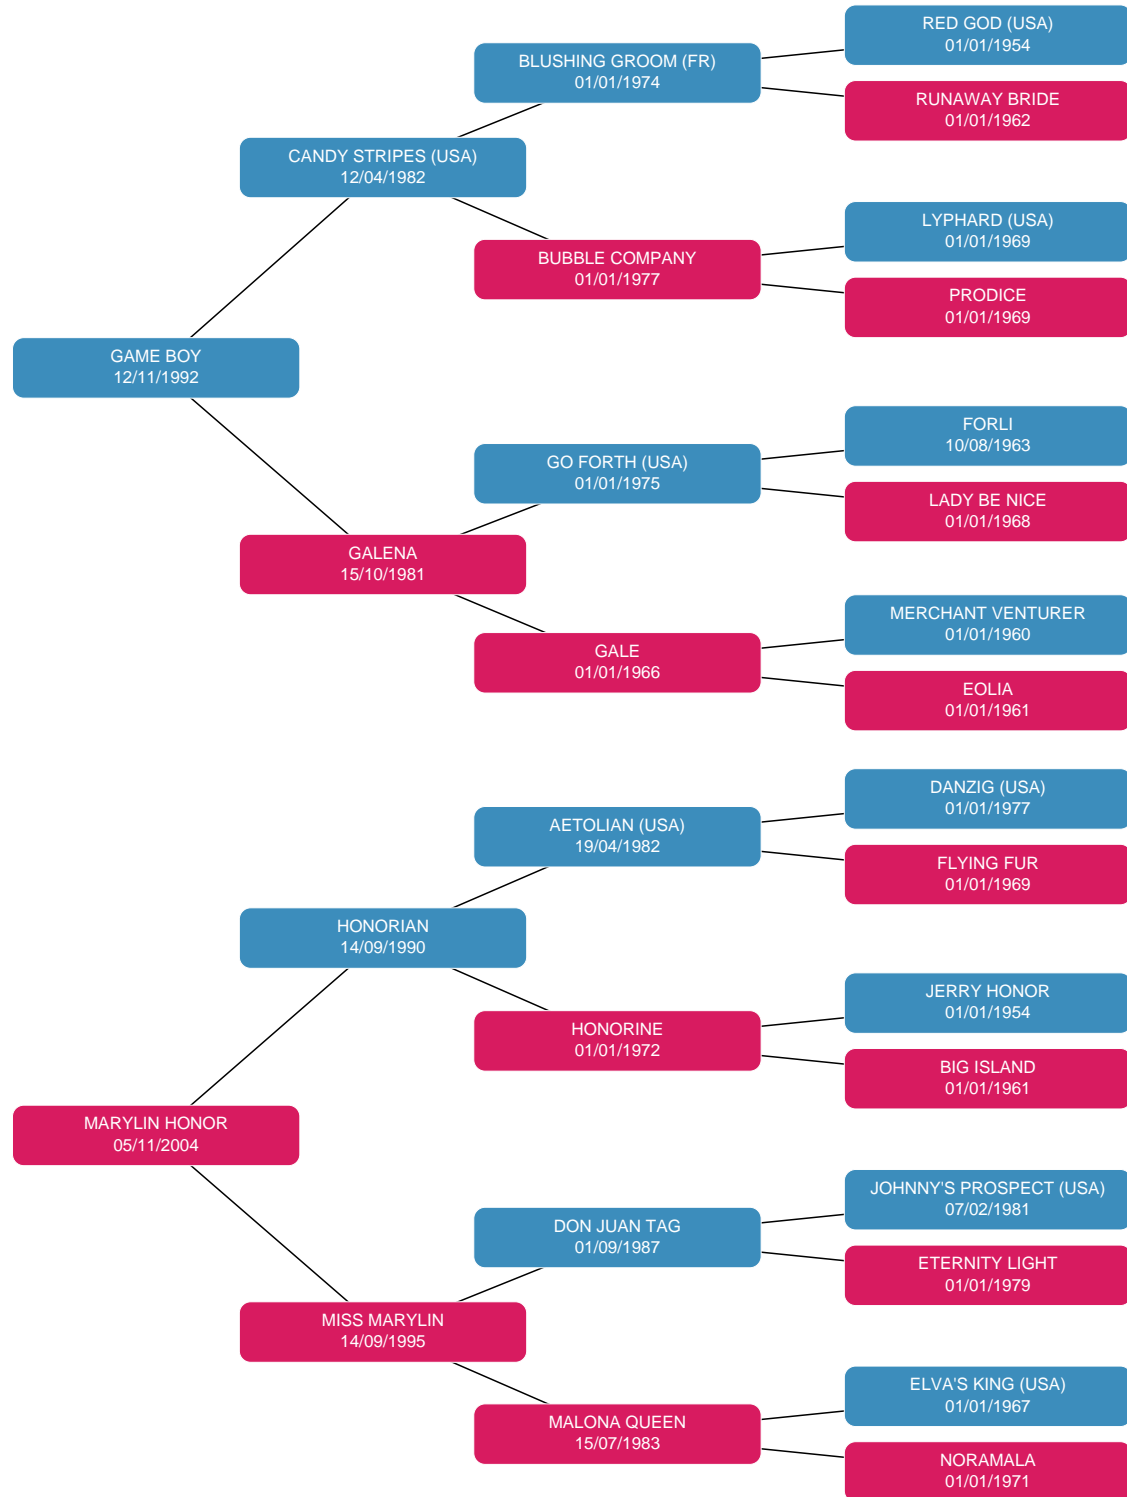 RED GOD (USA)
01/01/1954
BLUSHING GROOM (FR)
01/01/1974
RUNAWAY BRIDE
01/01/1962
CANDY STRIPES (USA)
12/04/1982
LYPHARD (USA)
01/01/1969
BUBBLE COMPANY
01/01/1977
PRODICE
01/01/1969
GAME BOY
12/11/1992
FORLI
10/08/1963
GO FORTH (USA)
01/01/1975
LADY BE NICE
01/01/1968
GALENA
15/10/1981
MERCHANT VENTURER
01/01/1960
GALE
01/01/1966
EOLIA
01/01/1961
DANZIG (USA)
01/01/1977
AETOLIAN (USA)
19/04/1982
FLYING FUR
01/01/1969
HONORIAN
14/09/1990
JERRY HONOR
01/01/1954
HONORINE
01/01/1972
BIG ISLAND
01/01/1961
MARYLIN HONOR
05/11/2004
JOHNNY'S PROSPECT (USA)
07/02/1981
DON JUAN TAG
01/09/1987
ETERNITY LIGHT
01/01/1979
MISS MARYLIN
14/09/1995
ELVA'S KING (USA)
01/01/1967
MALONA QUEEN
15/07/1983
NORAMALA
01/01/1971